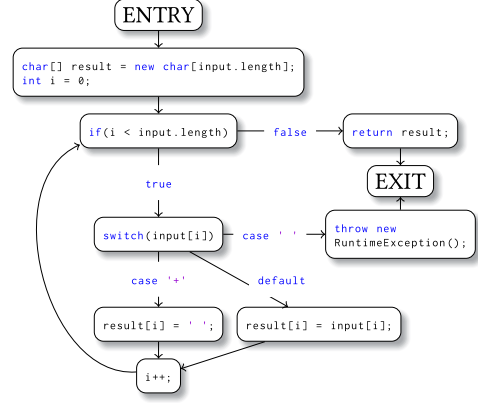 ENTRY
char[] result = new char[input.length];
int i = 0;
if(i < input.length)
false
return result;
true
EXIT
switch(input[i])
case ' '
throw new
RuntimeException();
case '+'
default
result[i] = ' ';
result[i] = input[i];
i++;